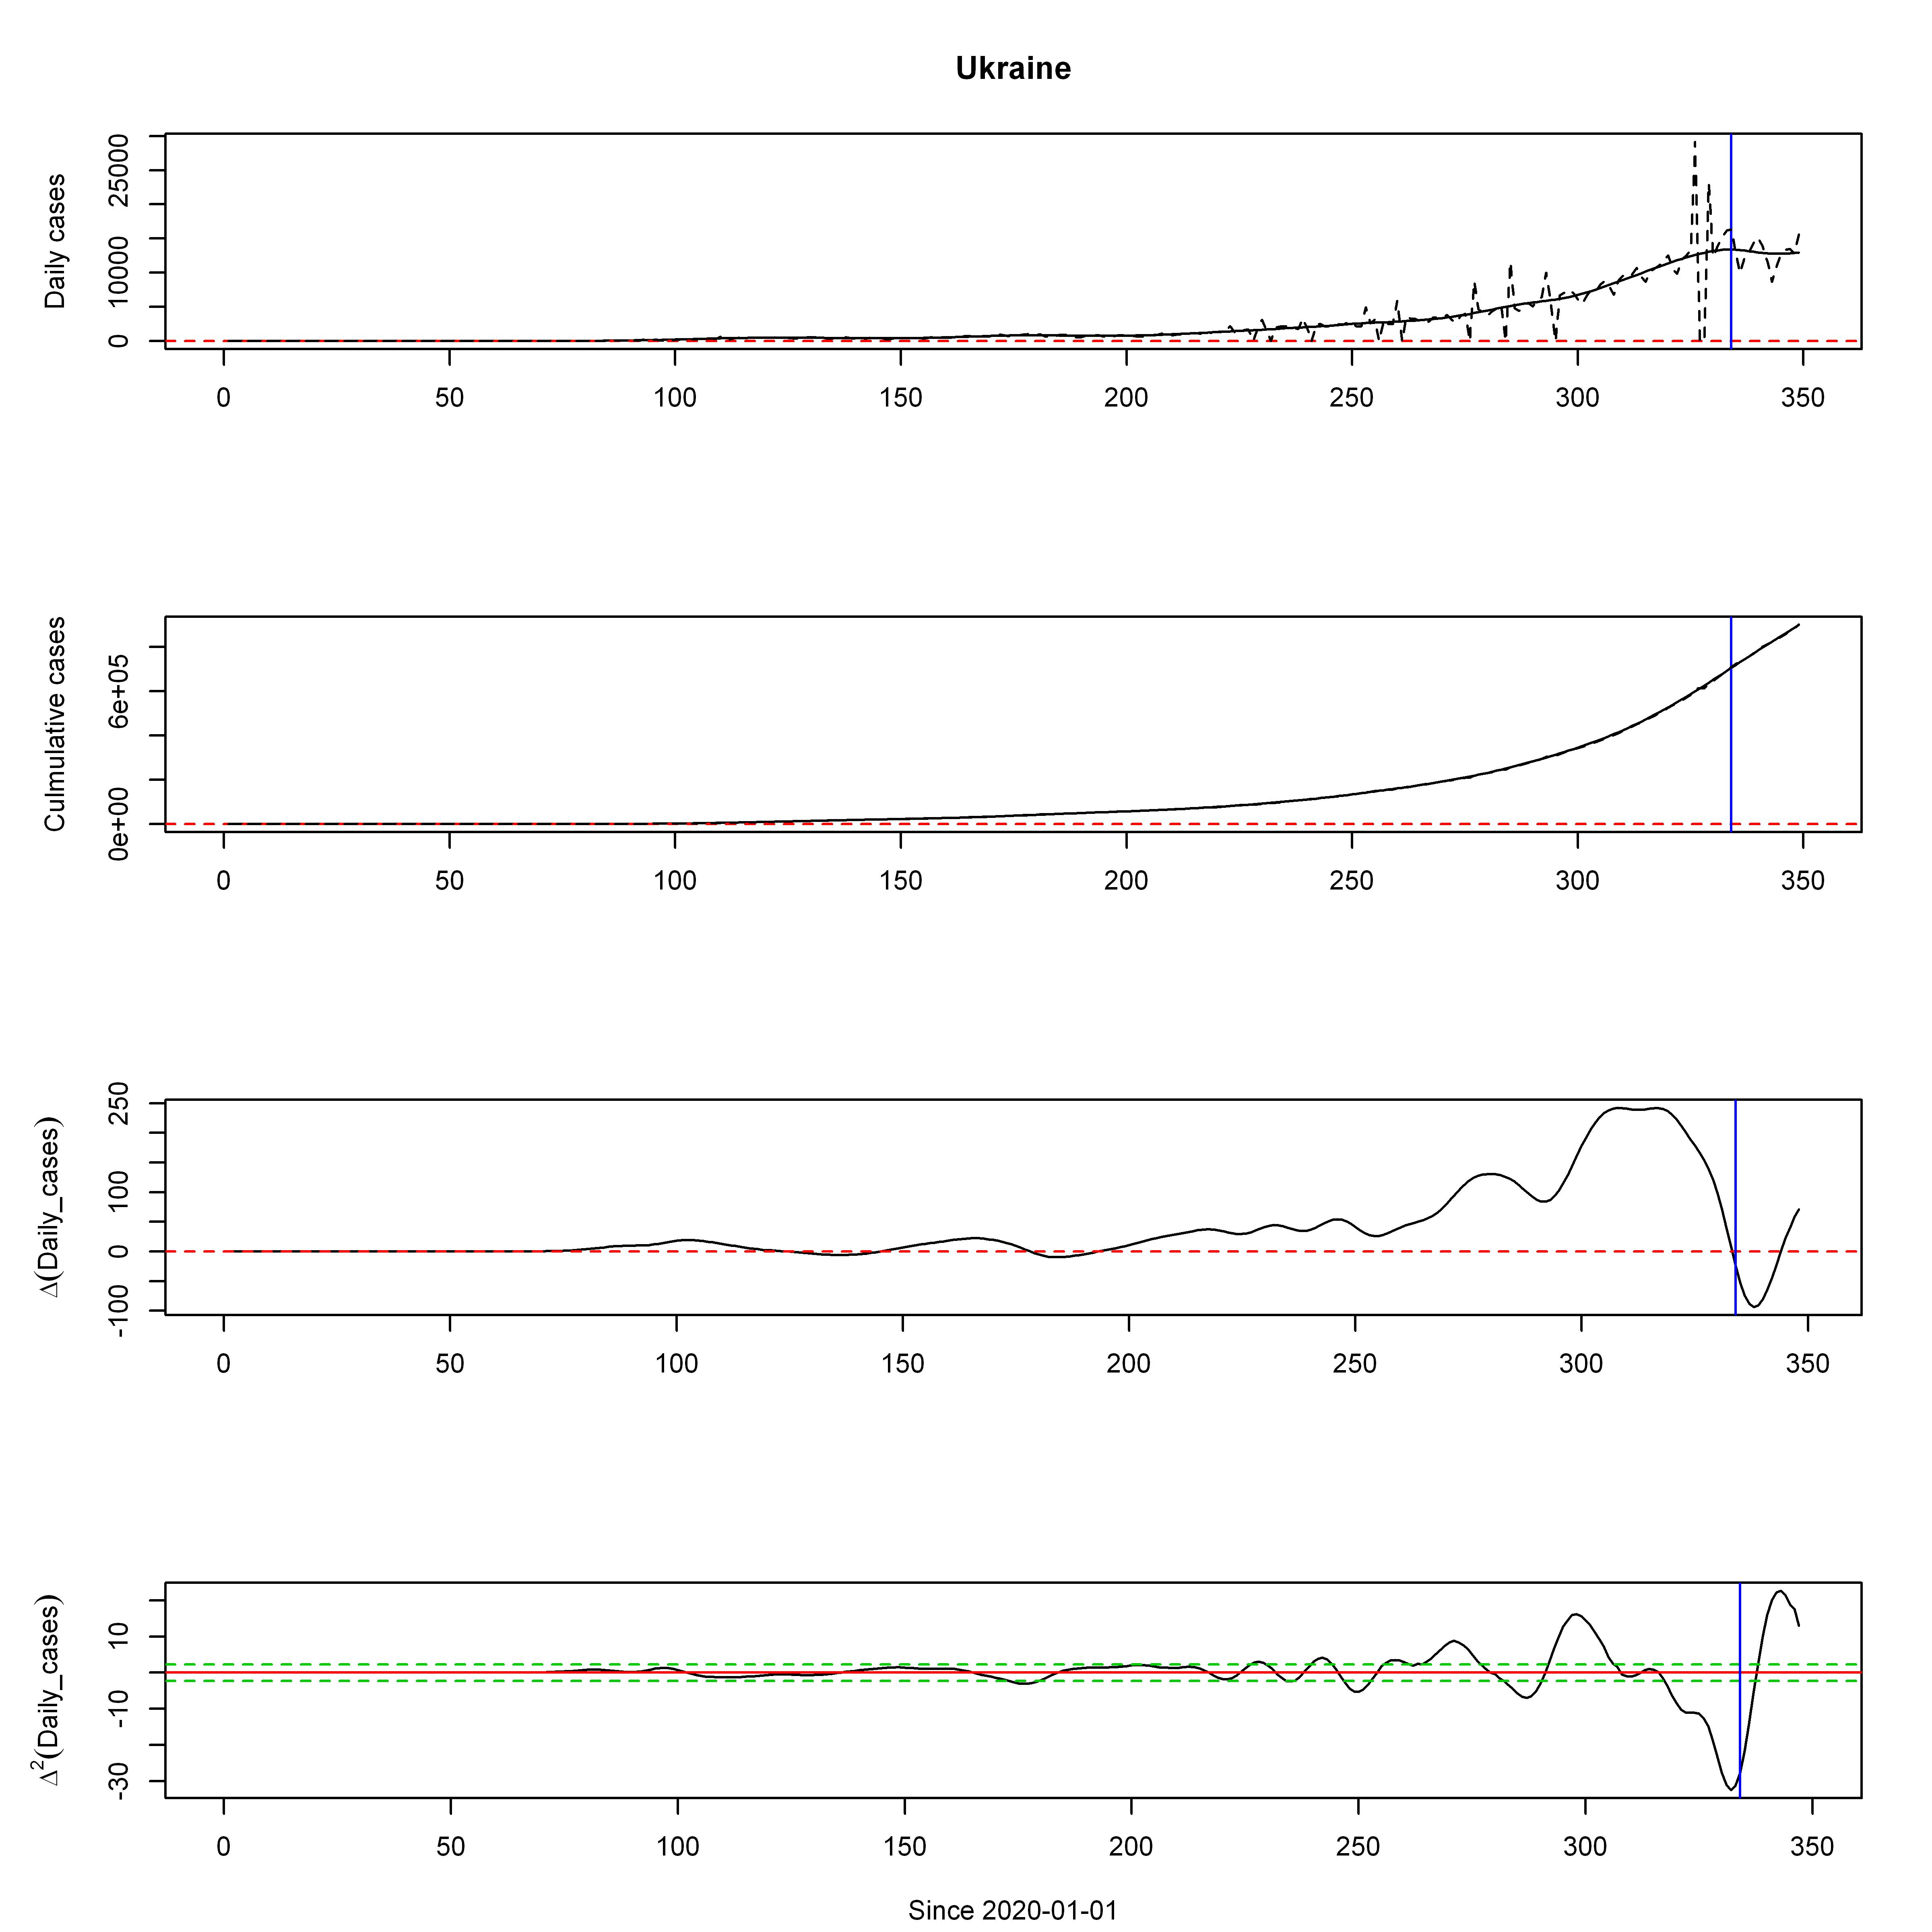 Ukraine
Daily cases
25000
10000
0
0 50 100 150 200 250 300 350
Culmulative cases
6e+05
0e+00
0 50 100 150 200 250 300 350
Δ(Daily_cases)
250
100
0
-100
0 50 100 150 200 250 300 350
Δ²(Daily_cases)
10
-10
-30
0 50 100 150 200 250 300 350
Since 2020-01-01